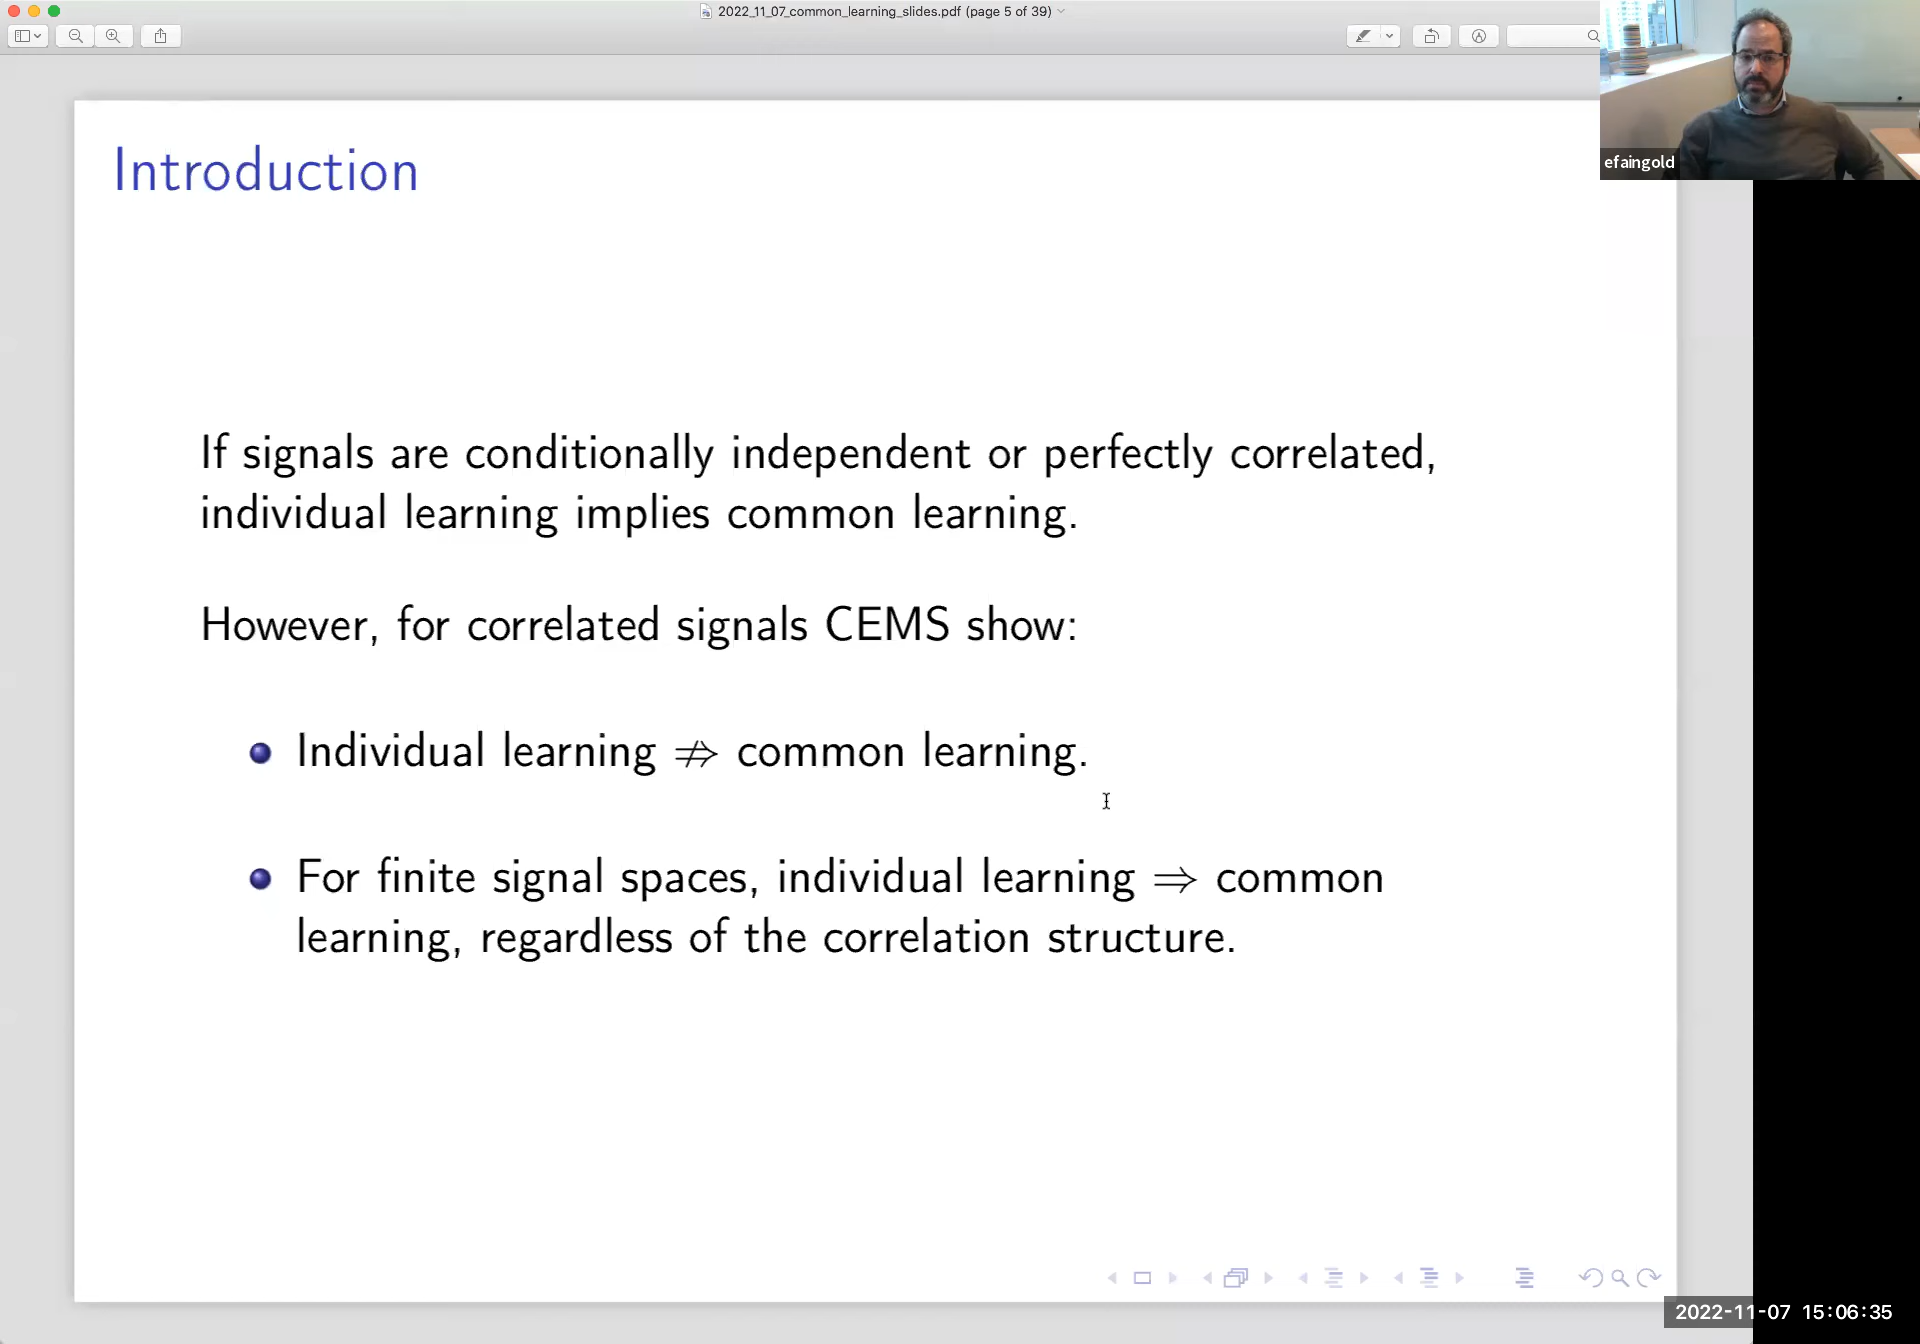 2022_11_07_common_learning_slides.pdf (page 5 of 39)
efaingold
Introduction
If signals are conditionally independent or perfectly correlated,
individual learning implies common learning.
However, for correlated signals CEMS show:
Individual learning ⇏ common learning.
For finite signal spaces, individual learning ⇒ common
learning, regardless of the correlation structure.
2022-11-07 15:06:35